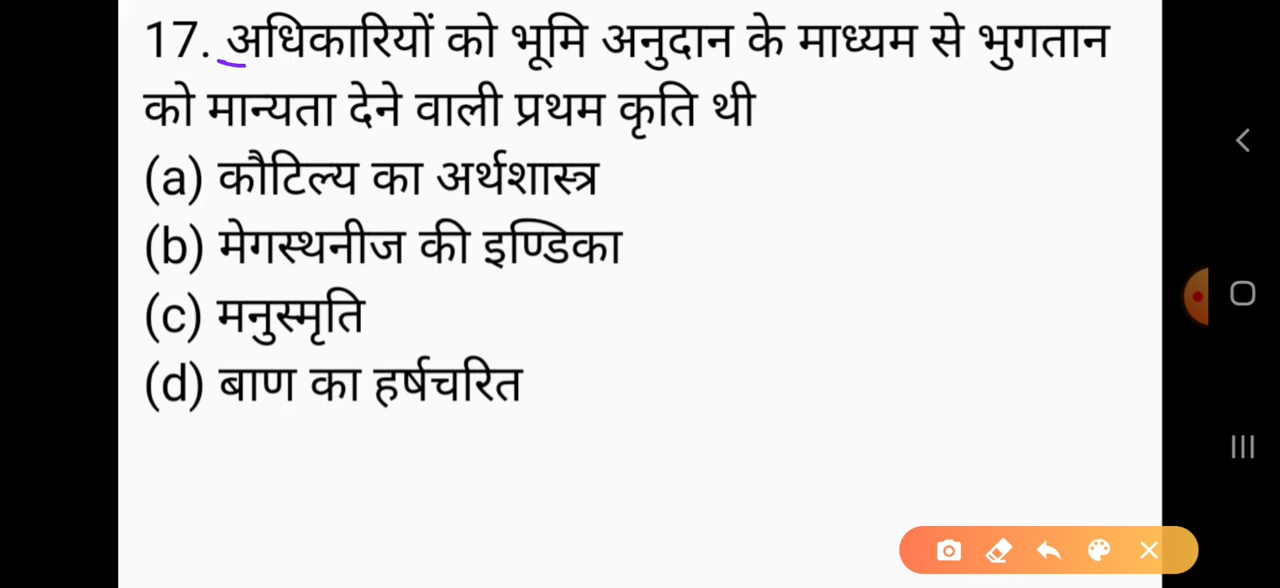 17. अधिकारियों को भूमि अनुदान के माध्यम से भुगतान
को मान्यता देने वाली प्रथम कृति थी
(a) कौटिल्य का अर्थशास्त्र
(b) मेगस्थनीज की इण्डिका
(c) मनुस्मृति
(d) बाण का हर्षचरित